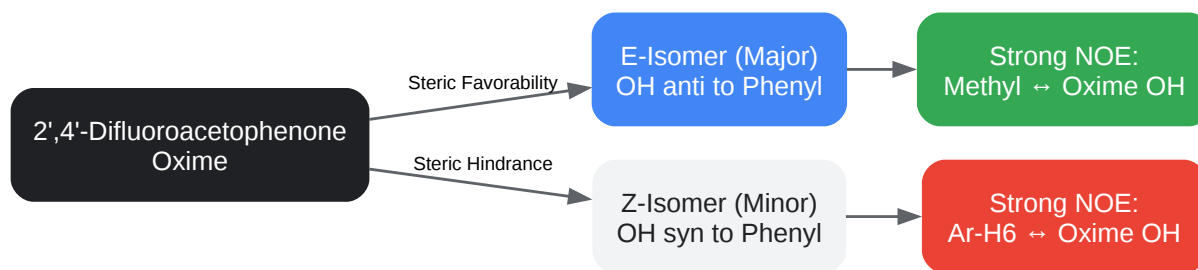 2',4'-Difluoroacetophenone
Oxime
Steric Favorability
Steric Hindrance
E-Isomer (Major)
OH anti to Phenyl
Z-Isomer (Minor)
OH syn to Phenyl
Strong NOE:
Methyl ↔ Oxime OH
Strong NOE:
Ar-H6 ↔ Oxime OH